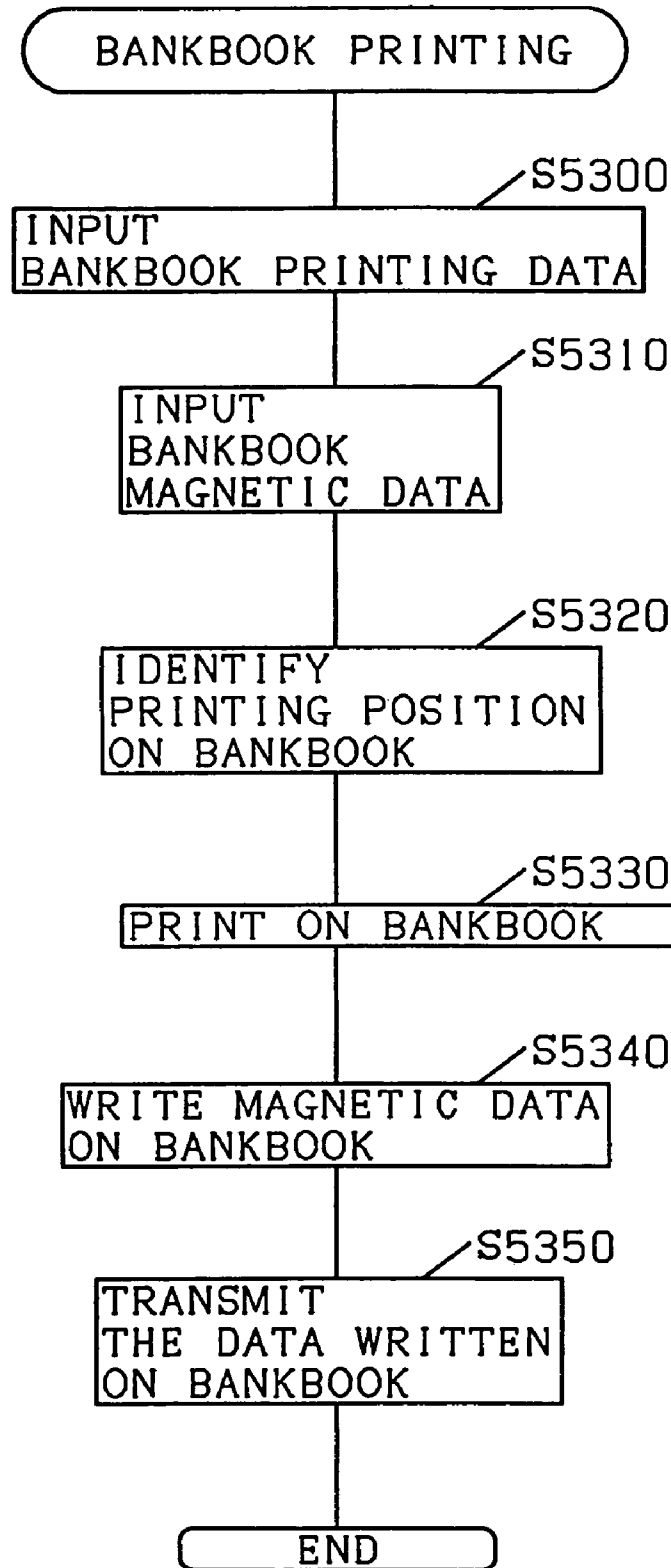 BANKBOOK PRINTING
S5300
INPUT
BANKBOOK PRINTING DATA
S5310
INPUT
BANKBOOK
MAGNETIC DATA
S5320
IDENTIFY
PRINTING POSITION
ON BANKBOOK
S5330
PRINT ON BANKBOOK
S5340
WRITE MAGNETIC DATA
ON BANKBOOK
S5350
TRANSMIT
THE DATA WRITTEN
ON BANKBOOK
END